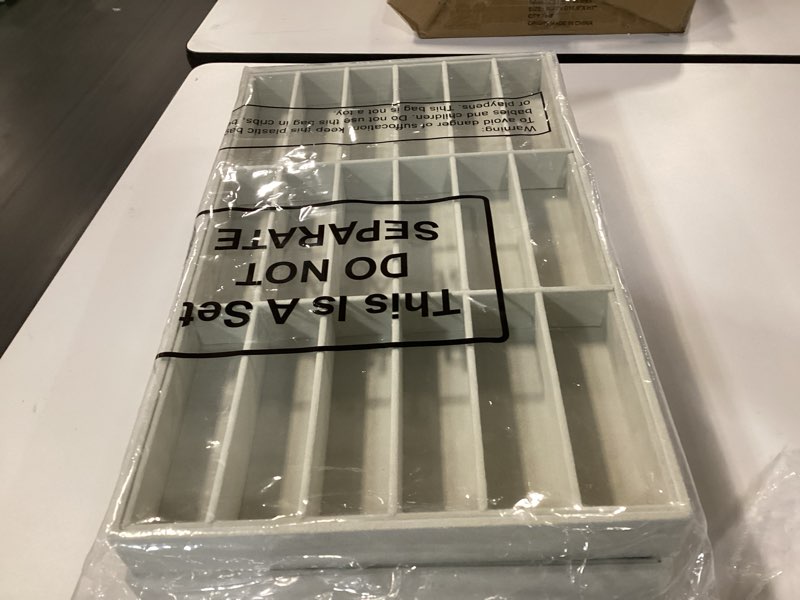 This Is A Set
DO NOT
SEPARATE
Warning:
To avoid danger of suffocation, keep this plastic bag
babies and children. Do not use this bag in cribs,
or playpens. This bag is not a toy.